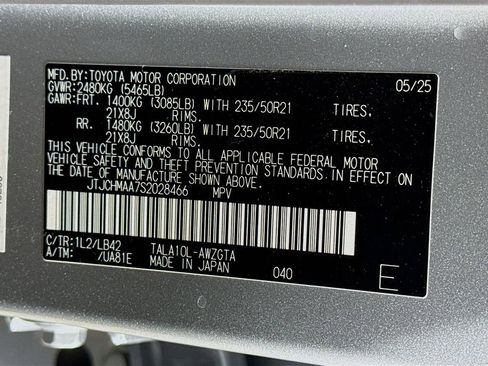 MFD.BY:TOYOTA MOTOR CORPORATION 05/25
GVWR:2480KG (5465LB)
GAWR:FRT. 1400KG (3085LB) WITH 235/50R21 TIRES,
21X8J RIMS.
RR. 1480KG (3260LB) WITH 235/50R21 TIRES,
21X8J RIMS.
THIS VEHICLE CONFORMS TO ALL APPLICABLE FEDERAL MOTOR
VEHICLE SAFETY AND THEFT PREVENTION STANDARDS IN EFFECT ON
THE DATE OF MANUFACTURE SHOWN ABOVE.
JTJCHMAA7S2028466 MPV
C/TR:1L2/LB42 TALA10L-AWZGTA
A/TM: /UA81E MADE IN JAPAN 040 E